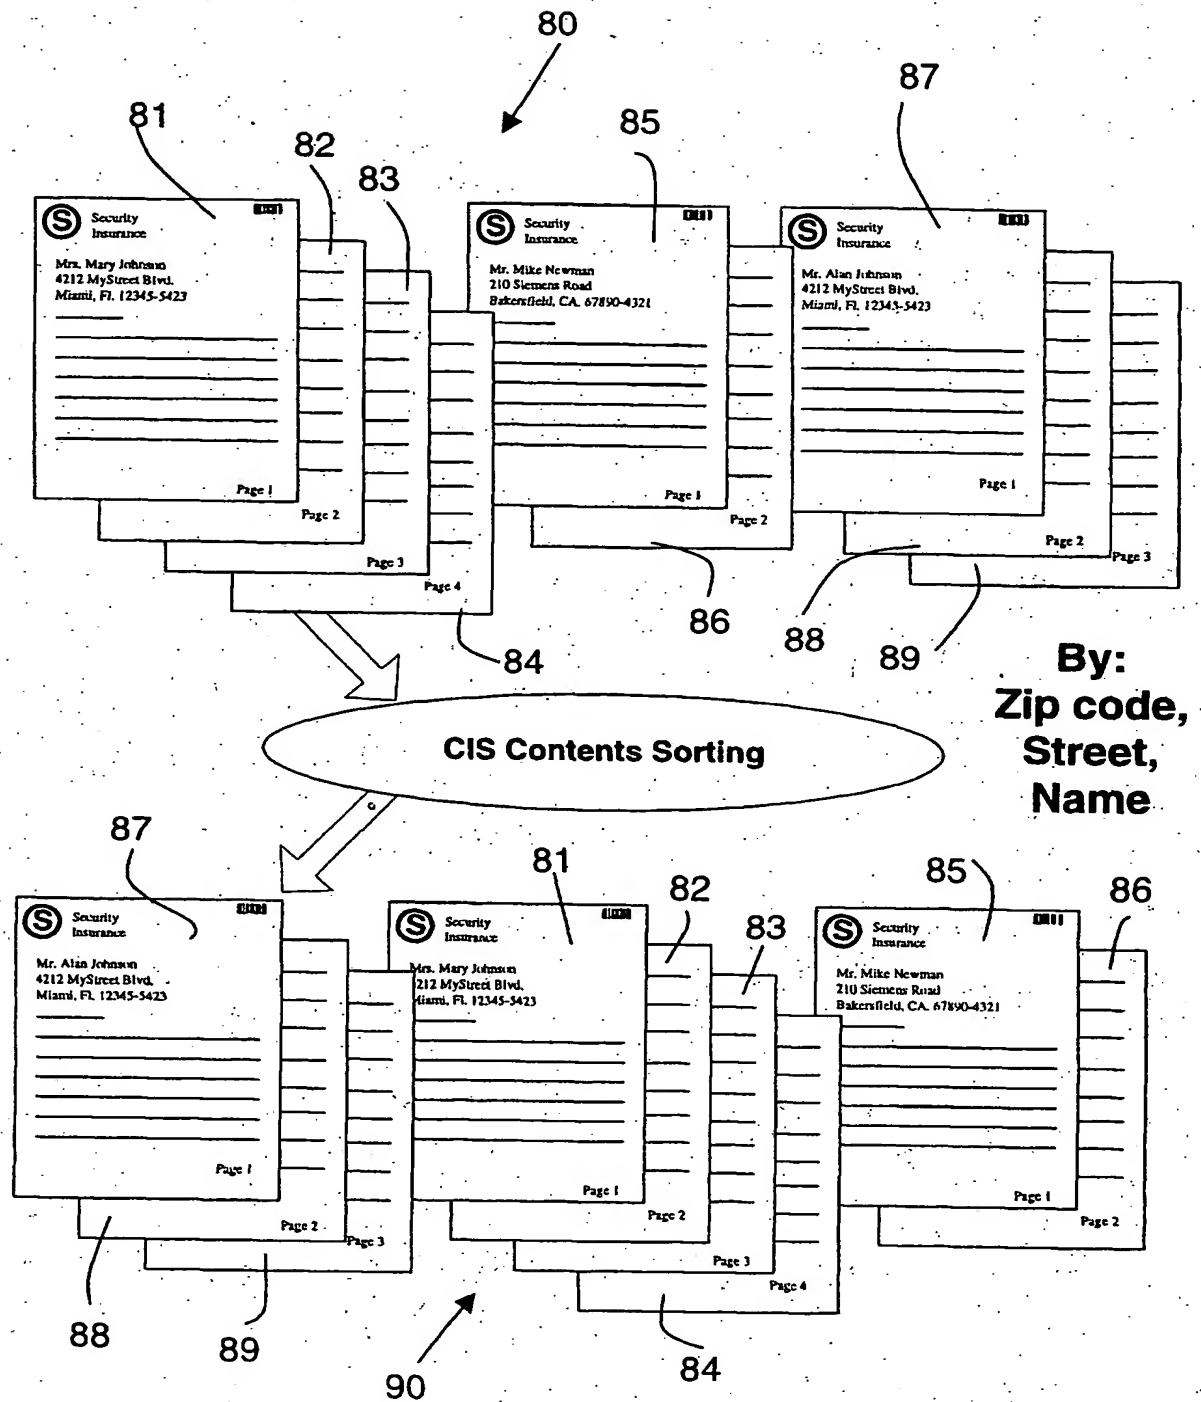 80
81
82
83
85
87
S Security
Insurance
Mrs. Mary Johnson
4212 MyStreet Blvd.
Miami, Fl. 12345-5423
Page 1
Page 2
Page 3
Page 4
S Security
Insurance
Mr. Mike Newman
210 Siemens Road
Bakersfield, CA. 67890-4321
Page 1
Page 2
S Security
Insurance
Mr. Alan Johnson
4212 MyStreet Blvd.
Miami, Fl. 12345-5423
Page 1
Page 2
Page 3
84
86
88
89
By:
Zip code,
Street,
Name
CIS Contents Sorting
87
81
82
83
85
86
S Security
Insurance
Mr. Alan Johnson
4212 MyStreet Blvd.
Miami, Fl. 12345-5423
Page 1
Page 2
Page 3
S Security
Insurance
Mrs. Mary Johnson
212 MyStreet Blvd.
Miami, Fl. 12345-5423
Page 1
Page 2
Page 3
Page 4
S Security
Insurance
Mr. Mike Newman
210 Siemens Road
Bakersfield, CA. 67890-4321
Page 1
Page 2
88
89
90
84